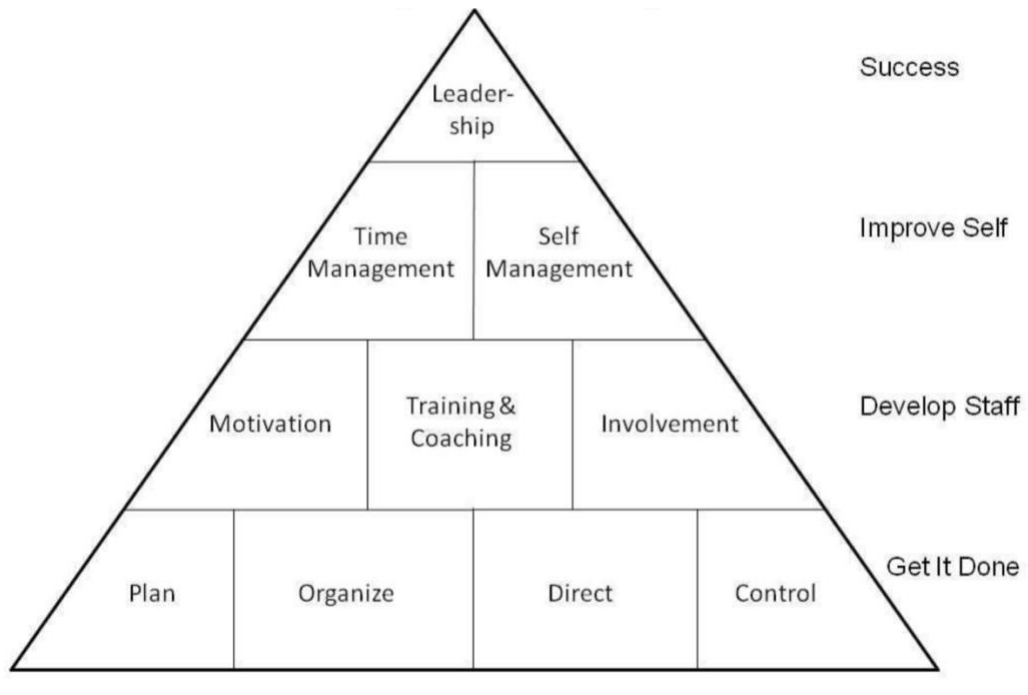 Leader-
ship
Success
Time
Management
Self
Management
Improve Self
Motivation
Training &
Coaching
Involvement
Develop Staff
Plan
Organize
Direct
Control
Get It Done